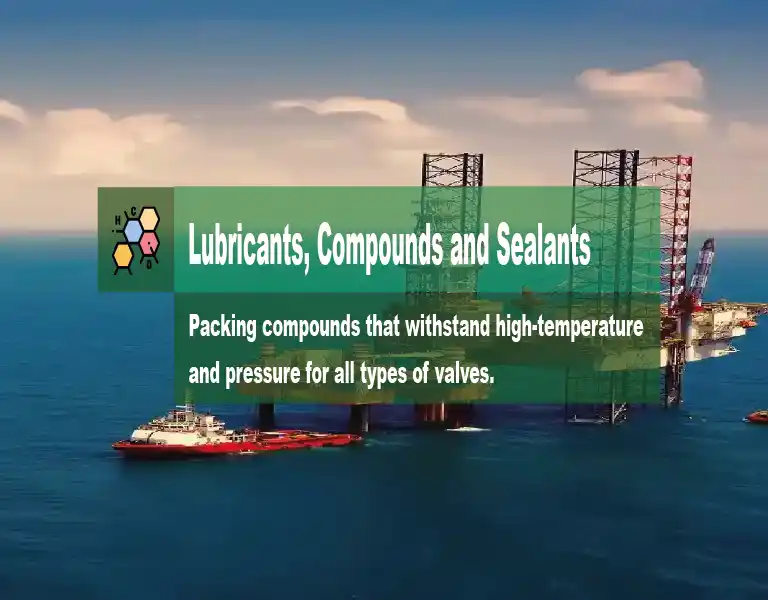 H C
O
Lubricants, Compounds and Sealants
Packing compounds that withstand high-temperature
and pressure for all types of valves.